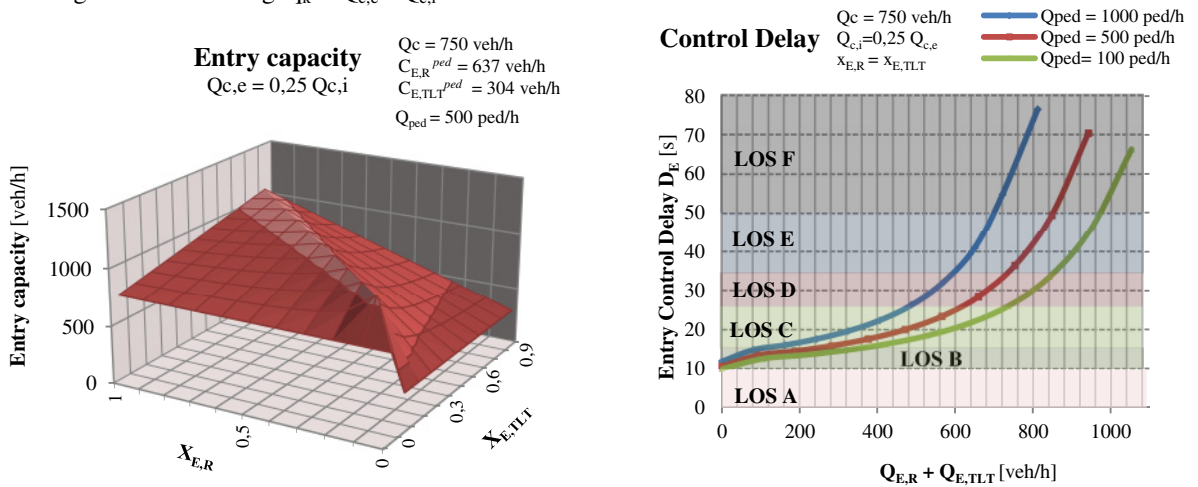 Entry capacity
Qc,e = 0,25 Qc,i
Qc = 750 veh/h
C_E,R^ped = 637 veh/h
C_E,TLT^ped = 304 veh/h
Q_ped = 500 ped/h
Entry capacity [veh/h]
1500
1000
500
0
1
0,5
0
X_E,R
0
0,3
0,6
0,9
X_E,TLT
Control Delay
Qc = 750 veh/h
Q_c,i=0,25 Q_c,e
x_E,R = x_E,TLT
Qped = 1000 ped/h
Qped = 500 ped/h
Qped= 100 ped/h
Entry Control Delay D_E [s]
80
70
60
50
40
30
20
10
0
LOS F
LOS E
LOS D
LOS C
LOS B
LOS A
0 200 400 600 800 1000
Q_E,R + Q_E,TLT [veh/h]